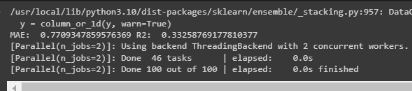 /usr/local/lib/python3.10/dist-packages/sklearn/ensemble/_stacking.py:957: DataC
y = column_or_1d(y, warn=True)
MAE: 0.7709347859576369 R2: 0.33258769177810377
[Parallel(n_jobs=2)]: Using backend ThreadingBackend with 2 concurrent workers.
[Parallel(n_jobs=2)]: Done 46 tasks | elapsed: 0.0s
[Parallel(n_jobs=2)]: Done 100 out of 100 | elapsed: 0.0s finished